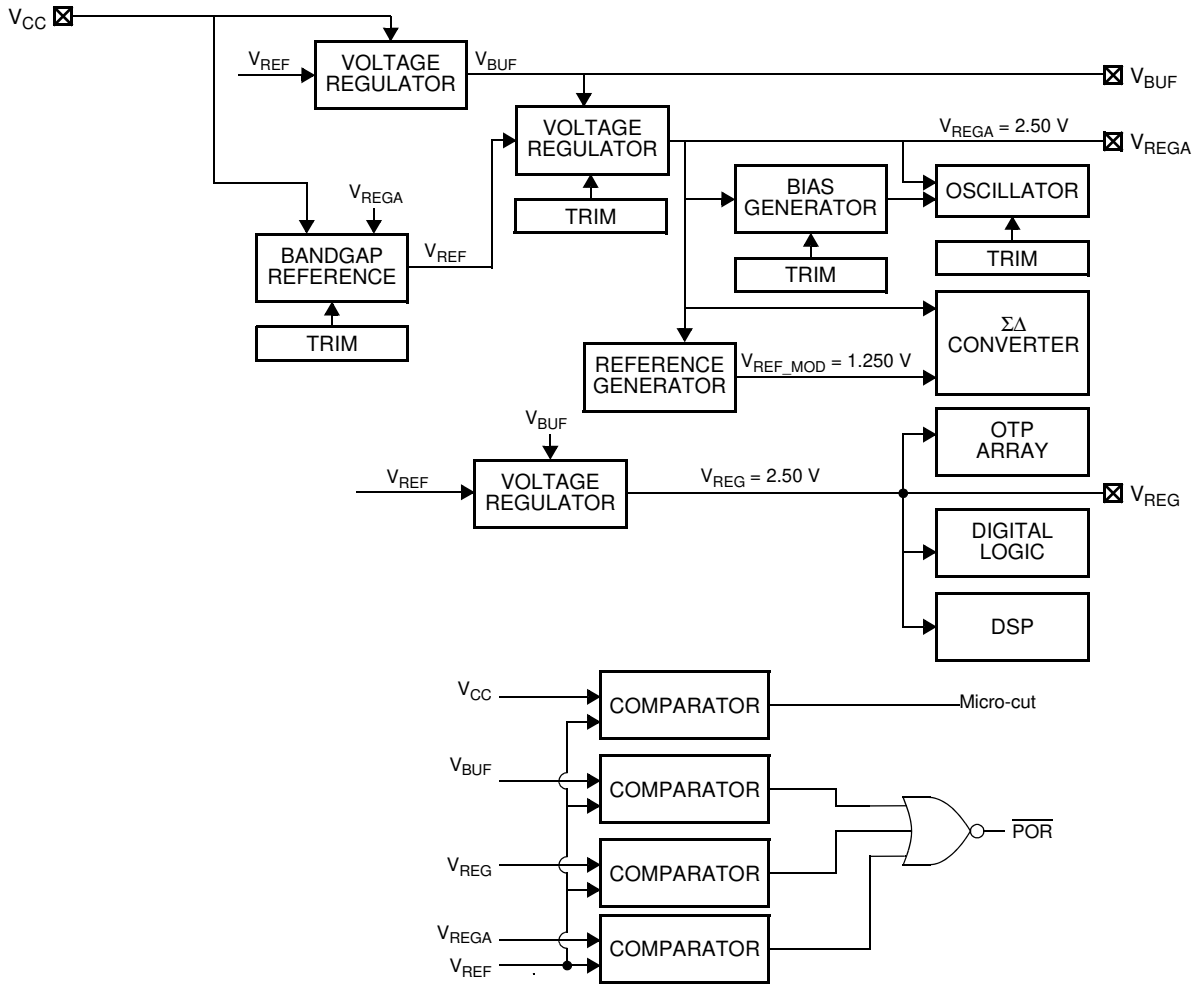 VCC
VREF
VOLTAGE
REGULATOR
VBUF
VBUF
VOLTAGE
REGULATOR
VREGA = 2.50 V
VREGA
TRIM
BIAS
GENERATOR
OSCILLATOR
TRIM
TRIM
VREGA
BANDGAP
REFERENCE
VREF
TRIM
ΣΔ
CONVERTER
REFERENCE
GENERATOR
VREF_MOD = 1.250 V
VBUF
VREF
VOLTAGE
REGULATOR
VREG = 2.50 V
OTP
ARRAY
VREG
DIGITAL
LOGIC
DSP
VCC
COMPARATOR
Micro-cut
VBUF
COMPARATOR
VREG
COMPARATOR
POR
VREGA
VREF
COMPARATOR